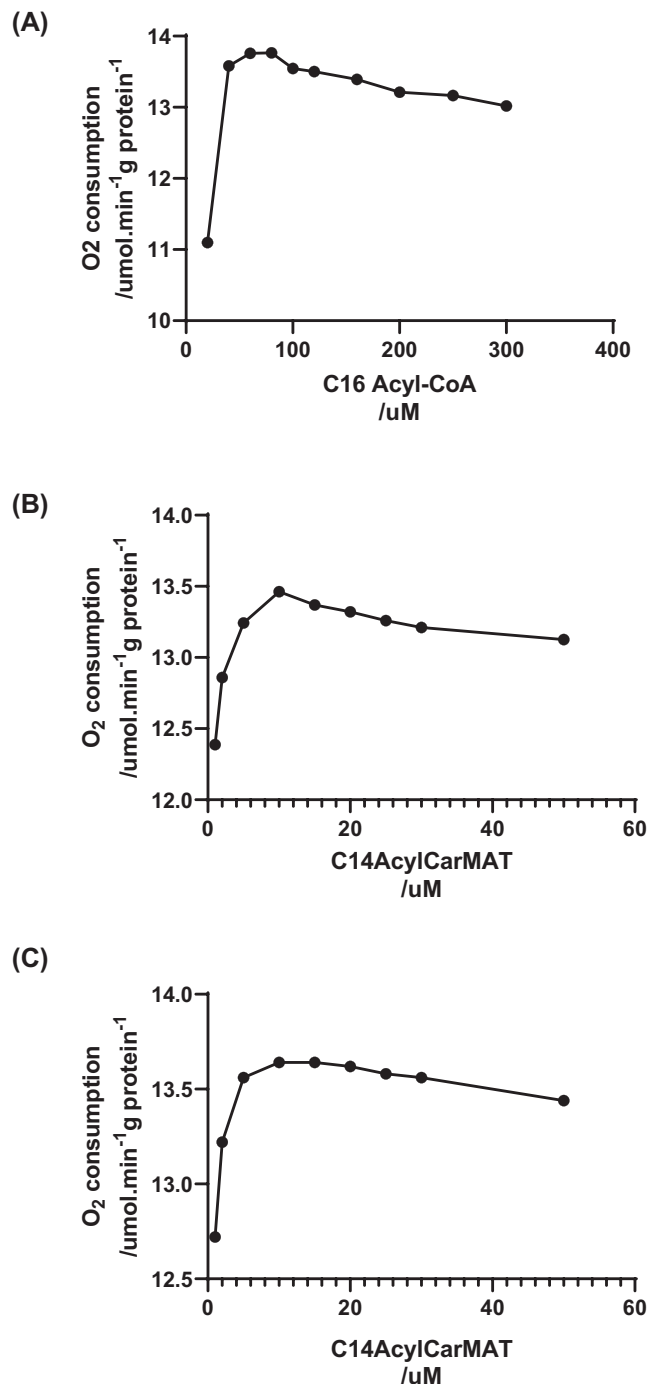 (A)
14
13
12
11
10
O2 consumption
/umol.min⁻¹g protein⁻¹
0
100
200
300
400
C16 Acyl-CoA
/uM
(B)
14.0
13.5
13.0
12.5
12.0
O₂ consumption
/umol.min⁻¹g protein⁻¹
0
20
40
60
C14AcylCarMAT
/uM
(C)
14.0
13.5
13.0
12.5
O₂ consumption
/umol.min⁻¹g protein⁻¹
0
20
40
60
C14AcylCarMAT
/uM